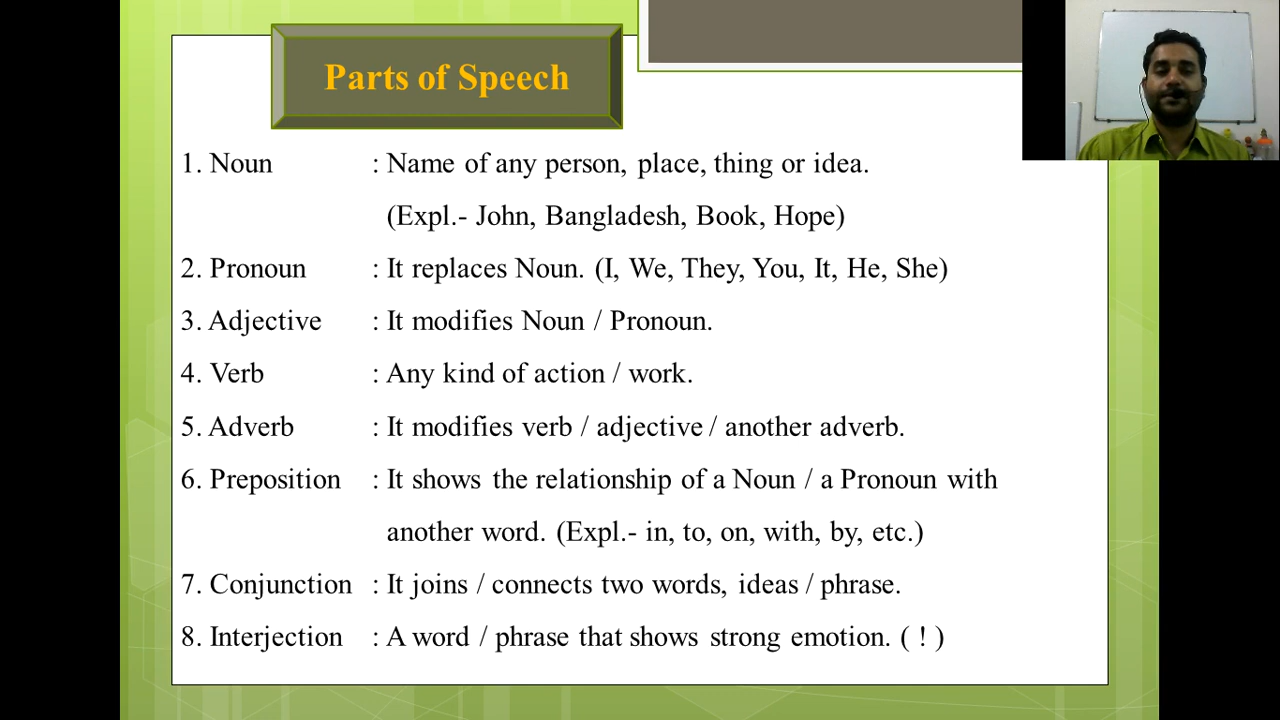 Parts of Speech
1. Noun : Name of any person, place, thing or idea.
(Expl.- John, Bangladesh, Book, Hope)
2. Pronoun : It replaces Noun. (I, We, They, You, It, He, She)
3. Adjective : It modifies Noun / Pronoun.
4. Verb : Any kind of action / work.
5. Adverb : It modifies verb / adjective / another adverb.
6. Preposition : It shows the relationship of a Noun / a Pronoun with
another word. (Expl.- in, to, on, with, by, etc.)
7. Conjunction : It joins / connects two words, ideas / phrase.
8. Interjection : A word / phrase that shows strong emotion. ( ! )